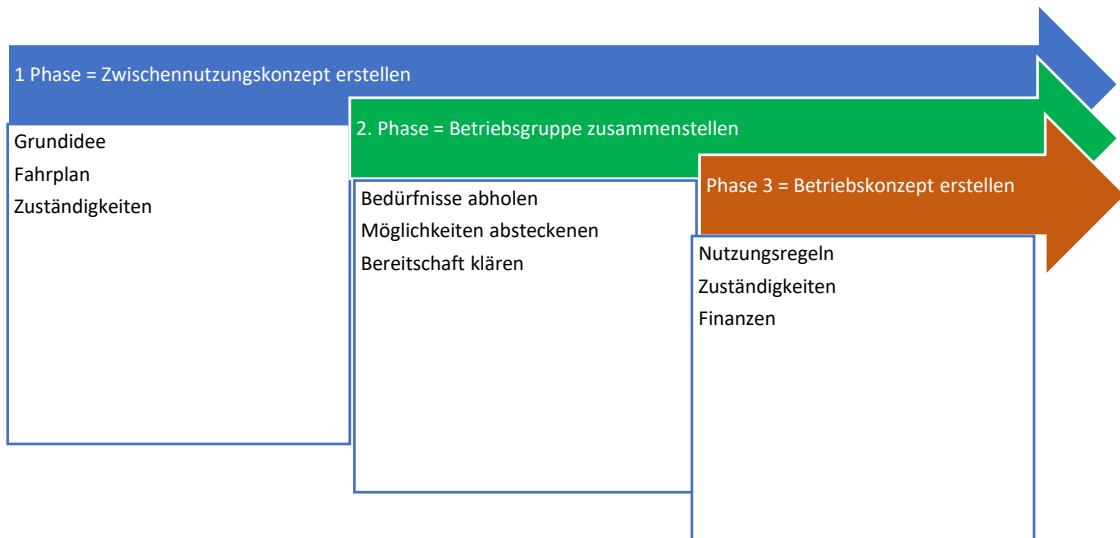 1 Phase = Zwischennutzungskonzept erstellen
Grundidee
Fahrplan
Zuständigkeiten
2. Phase = Betriebsgruppe zusammenstellen
Bedürfnisse abholen
Möglichkeiten absteckenen
Bereitschaft klären
Phase 3 = Betriebskonzept erstellen
Nutzungsregeln
Zuständigkeiten
Finanzen